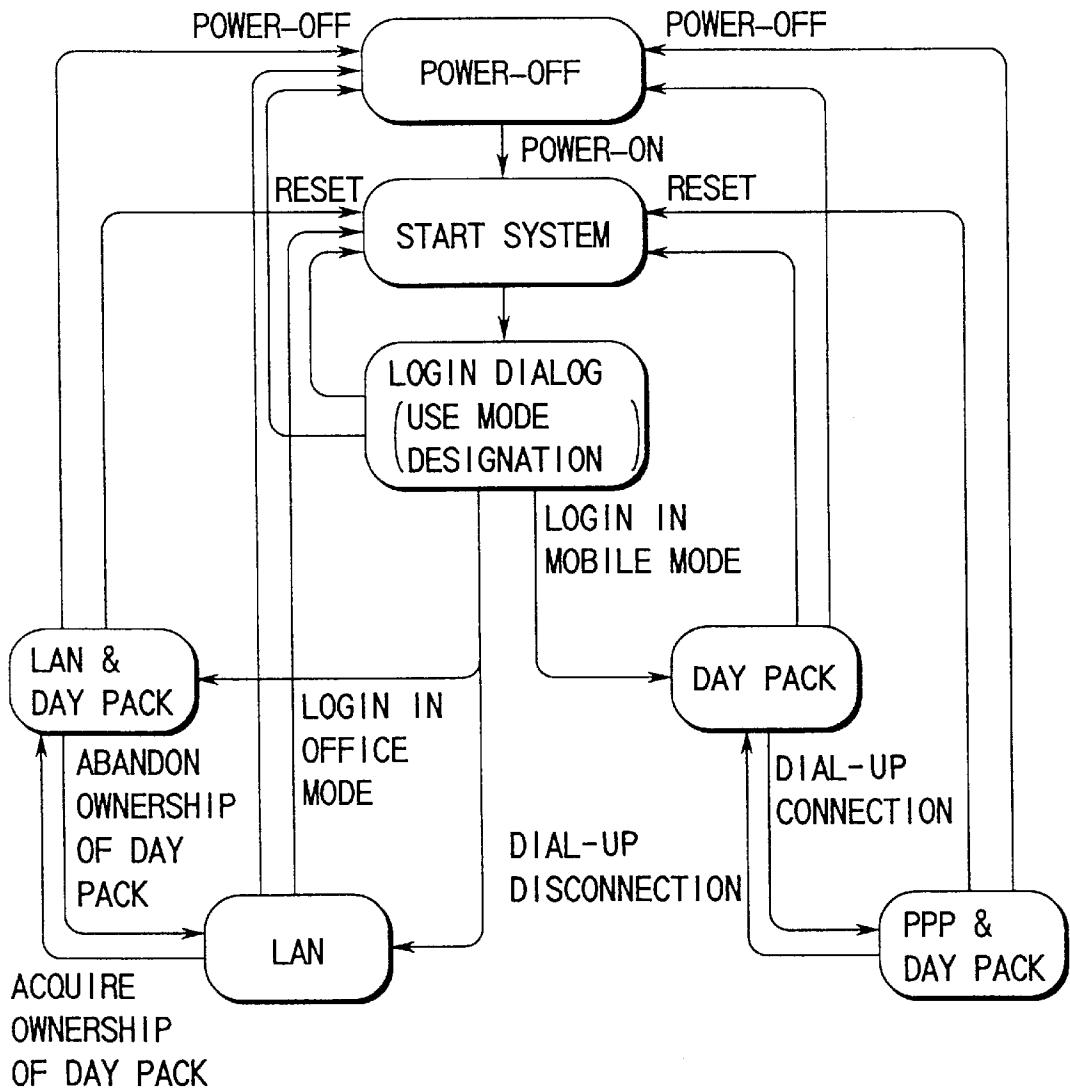 POWER-OFF
POWER-OFF
POWER-OFF
POWER-ON
RESET
RESET
START SYSTEM
LOGIN DIALOG
(USE MODE
DESIGNATION)
LOGIN IN
MOBILE MODE
LAN &
DAY PACK
DAY PACK
LOGIN IN
OFFICE
MODE
ABANDON
OWNERSHIP
OF DAY
PACK
DIAL-UP
CONNECTION
DIAL-UP
DISCONNECTION
LAN
PPP &
DAY PACK
ACQUIRE
OWNERSHIP
OF DAY PACK